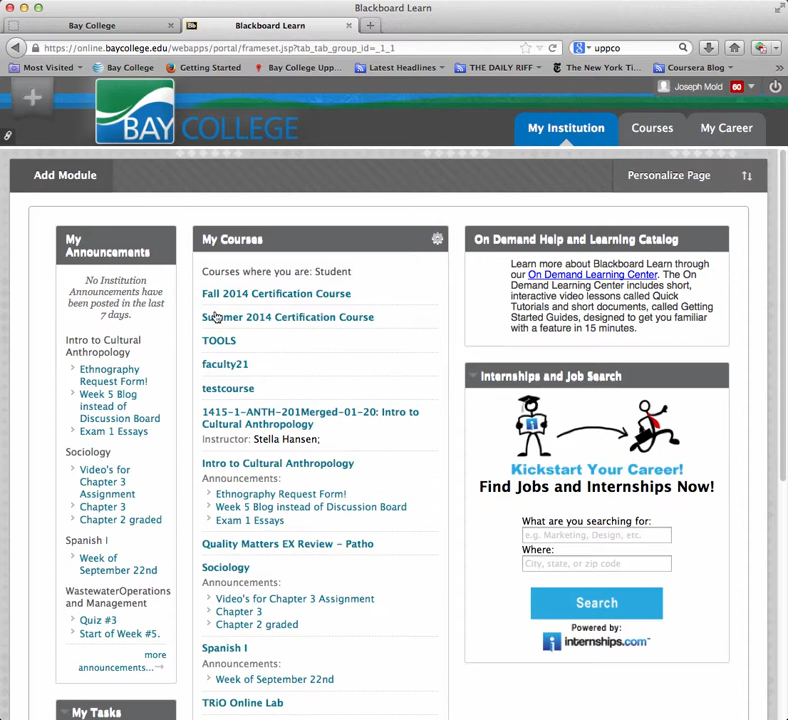 Blackboard Learn
Bay College
Bb
Blackboard Learn
https://online.baycollege.edu/webapps/portal/frameset.jsp?tab_tab_group_id=_1_1
uppco
Most Visited
Bay College
Getting Started
Bay College Upp...
Latest Headlines
THE DAILY RIFF
The New York Ti...
Coursera Blog
Joseph Mold
60
BAY COLLEGE
My Institution
Courses
My Career
Add Module
Personalize Page
My
Announcements
No Institution
Announcements have
been posted in the last
7 days.
Intro to Cultural
Anthropology
Ethnography
Request Form!
Week 5 Blog
instead of
Discussion Board
Exam 1 Essays
Sociology
Video's for
Chapter 3
Assignment
Chapter 3
Chapter 2 graded
Spanish I
Week of
September 22nd
WastewaterOperations
and Management
Quiz #3
Start of Week #5.
more
announcements...
My Tasks
My Courses
Courses where you are: Student
Fall 2014 Certification Course
Summer 2014 Certification Course
TOOLS
faculty21
testcourse
1415-1-ANTH-201Merged-01-20: Intro to
Cultural Anthropology
Instructor: Stella Hansen;
Intro to Cultural Anthropology
Announcements:
Ethnography Request Form!
Week 5 Blog instead of Discussion Board
Exam 1 Essays
Quality Matters EX Review - Patho
Sociology
Announcements:
Video's for Chapter 3 Assignment
Chapter 3
Chapter 2 graded
Spanish I
Announcements:
Week of September 22nd
TRiO Online Lab
On Demand Help and Learning Catalog
Learn more about Blackboard Learn through
our On Demand Learning Center. The On
Demand Learning Center includes short,
interactive video lessons called Quick
Tutorials and short documents, called Getting
Started Guides, designed to get you familiar
with a feature in 15 minutes.
Internships and Job Search
Kickstart Your Career!
Find Jobs and Internships Now!
What are you searching for:
e.g. Marketing, Design, etc.
Where:
City, state, or zip code
Search
Powered by:
internships.com